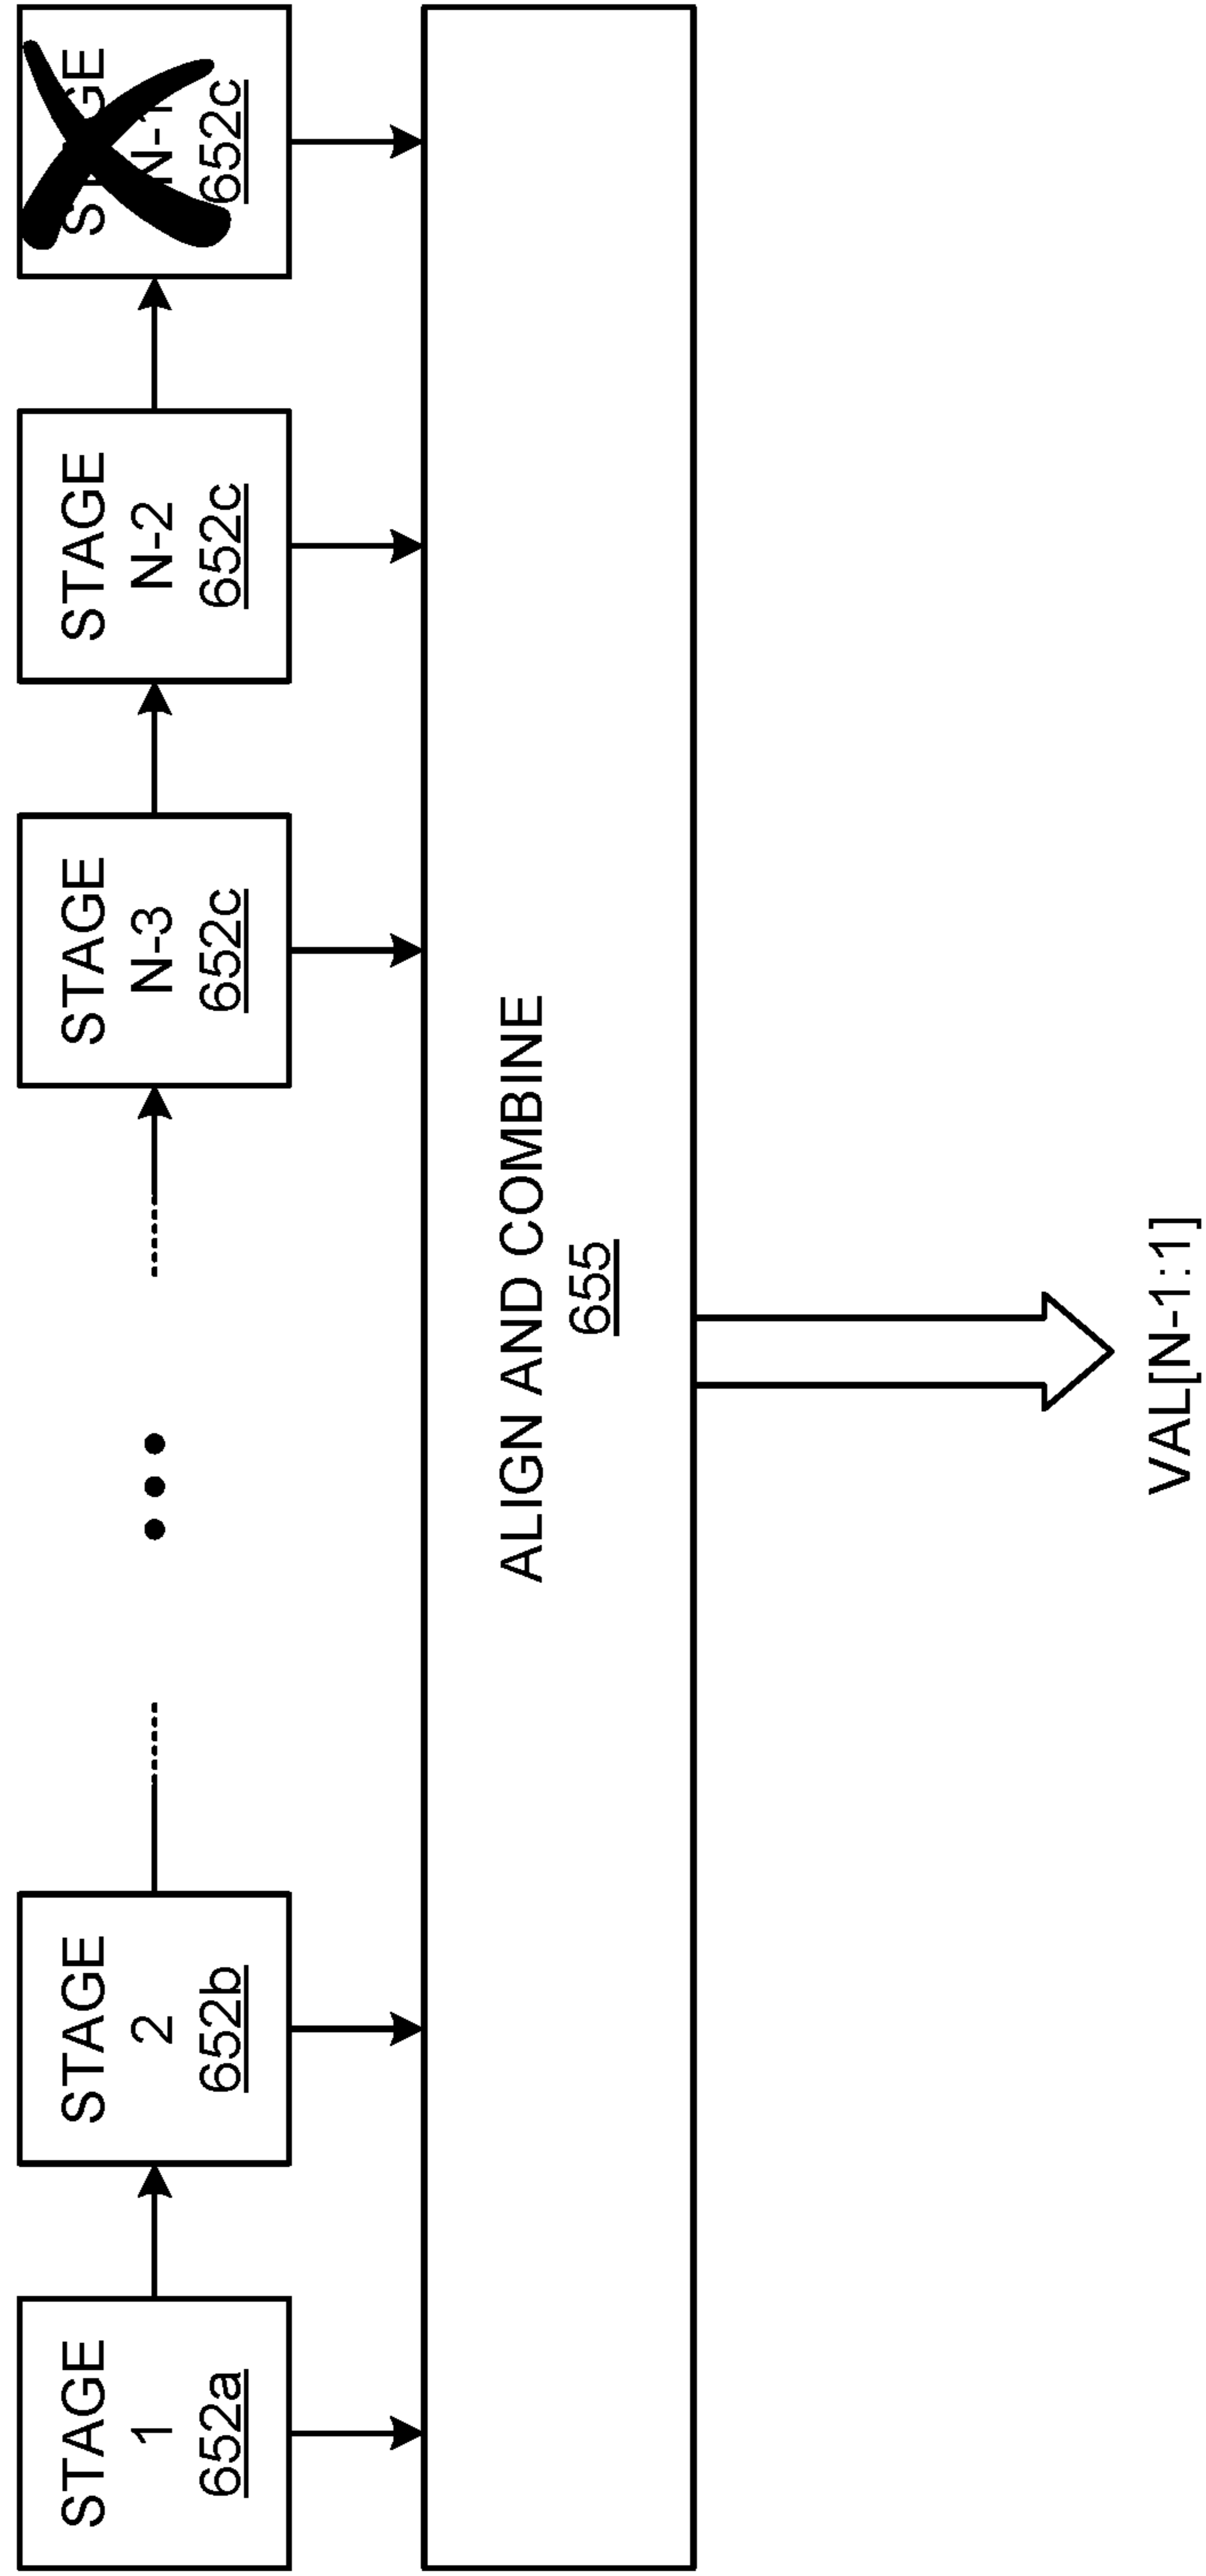 STAGE
1
652a
STAGE
2
652b
STAGE
N-3
652c
STAGE
N-2
652c
652c
ALIGN AND COMBINE
655
VAL[N-1:1]